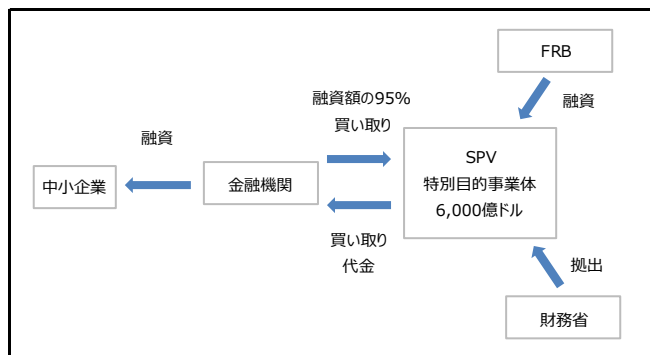 FRB
融資額の95%
買い取り
融資
融資
SPV
特別目的事業体
6,000億ドル
中小企業
金融機関
買い取り
代金
拠出
財務省